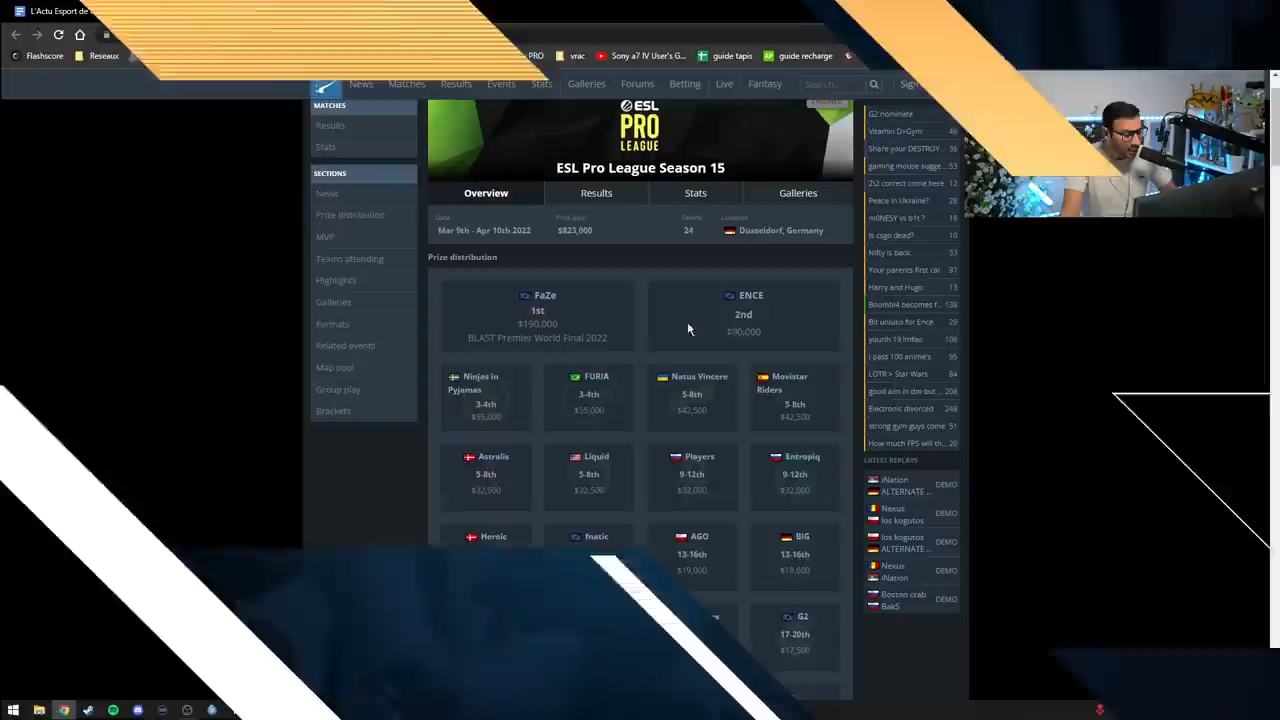 L'Actu Esport de
Flashscore
Reseaux
PRO
vrac
Sony a7 IV User's G...
guide tapis
guide recharge
News
Matches
Results
Events
Stats
Galleries
Forums
Betting
Live
Fantasy
Search...
Sign
MATCHES
Results
Stats
SECTIONS
News
Prize distribution
MVP
Teams attending
Highlights
Galleries
Formats
Related events
Map pool
Group play
Brackets
ESL
PRO
LEAGUE
ESL Pro League Season 15
Overview
Results
Stats
Galleries
Date
Prize pool
Teams
Location
Mar 9th - Apr 10th 2022
$823,000
24
Düsseldorf, Germany
Prize distribution
FaZe
1st
$190,000
BLAST Premier World Final 2022
ENCE
2nd
$90,000
Ninjas in
Pyjamas
3-4th
$55,000
FURIA
3-4th
$55,000
Natus Vincere
5-8th
$42,500
Movistar
Riders
5-8th
$42,500
Astralis
5-8th
$32,500
Liquid
5-8th
$32,500
Players
9-12th
$32,000
Entropiq
9-12th
$32,000
Heroic
fnatic
AGO
13-16th
$19,000
BIG
13-16th
$19,000
G2
17-20th
$17,500
G2 nominate
Vitamin D>Gym 46
Share your DESTROY 36
gaming mouse sugge... 53
2\2 correct come here 12
Peace in Ukraine? 28
m0NESY vs b1t ? 18
is csgo dead? 10
Nifty is back. 33
Your parents first car 97
Harry and Hugo 13
Boombl4 becomes f... 138
Bit uniuko for Ence 29
yuurih 19 lmfao 106
I pass 100 anime's 95
LOTR > Star Wars 84
good aim in dm but ... 208
Electronic divorced 248
strong gym guys come 51
How much FPS will th... 20
LATEST REPLAYS
iNation
ALTERNATE ...
DEMO
Nexus
los kogutos
DEMO
los kogutos
ALTERNATE ...
DEMO
Nexus
iNation
DEMO
Boston crab
BakS
DEMO